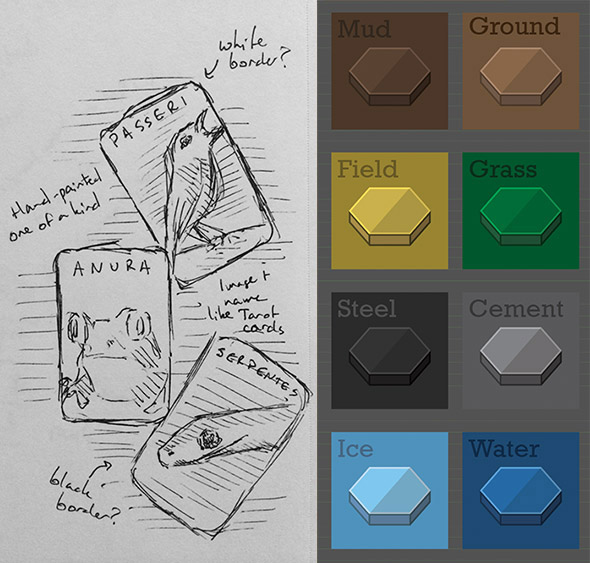 white
border?
PASSERI
Hand-painted
one of a kind
ANURA
Image +
name
like Tarot
cards
SERPENTES
black
border?
Mud
Ground
Field
Grass
Steel
Cement
Ice
Water